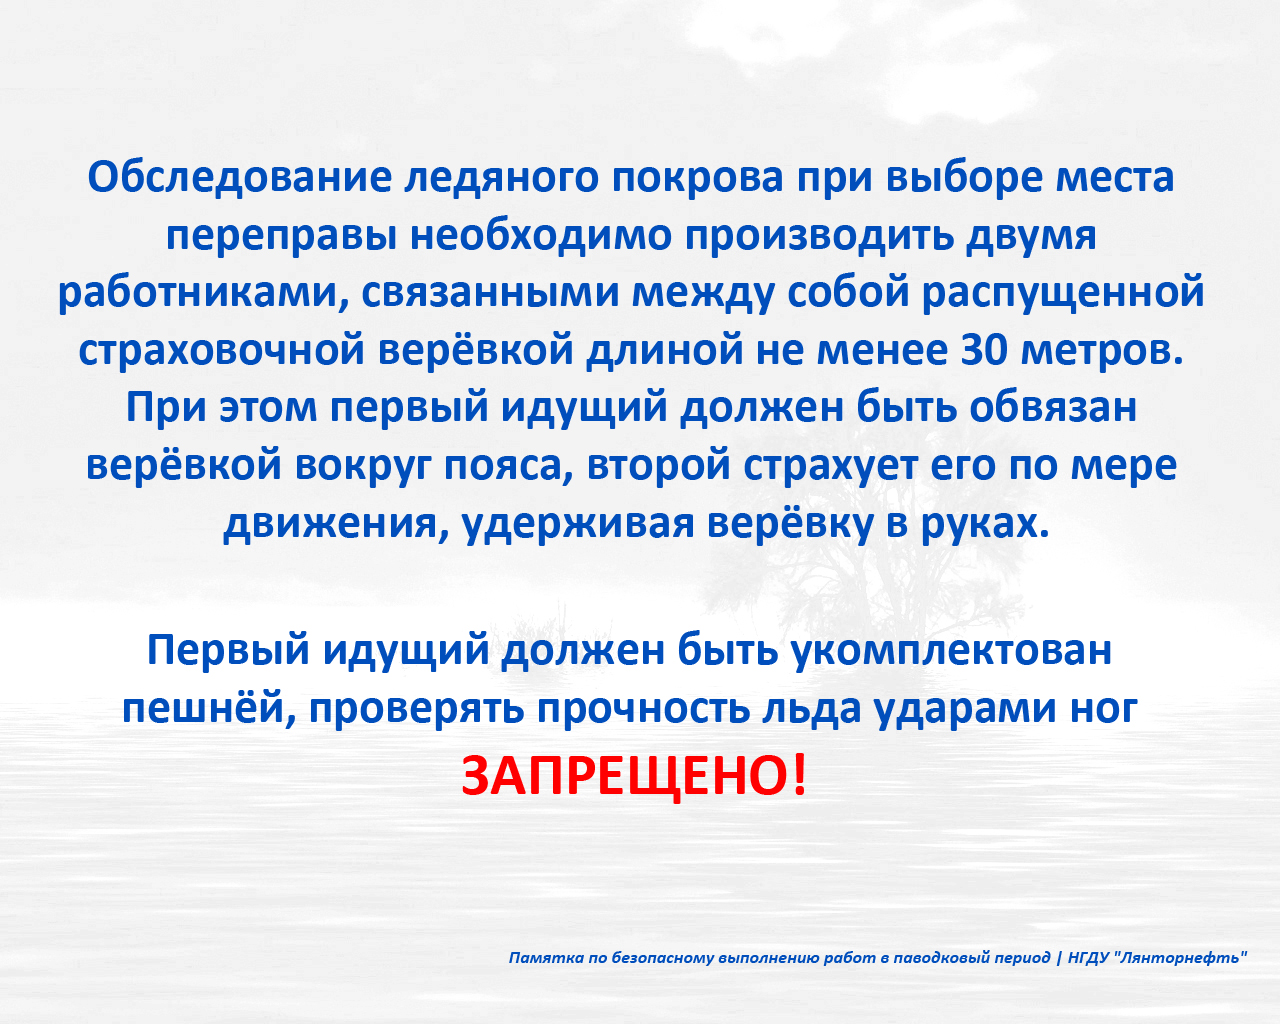 Обследование ледяного покрова при выборе места
переправы необходимо производить двумя
работниками, связанными между собой распущенной
страховочной верёвкой длиной не менее 30 метров.
При этом первый идущий должен быть обвязан
верёвкой вокруг пояса, второй страхует его по мере
движения, удерживая верёвку в руках.
Первый идущий должен быть укомплектован
пешнёй, проверять прочность льда ударами ног
ЗАПРЕЩЕНО!
Памятка по безопасному выполнению работ в паводковый период | НГДУ "Лянторнефть"